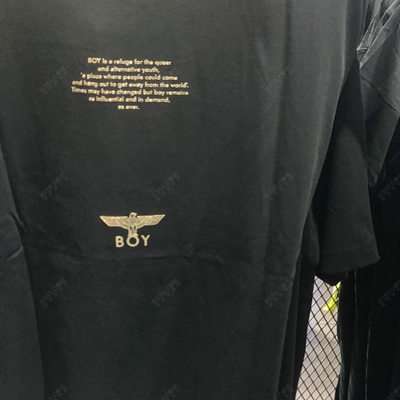 BOY is a refuge for the queer
and alternative youth,
'a place where people could come
and hang out to get away from the world'.
Times may have changed but boy remains
as influential and in demand,
as ever.
BOY